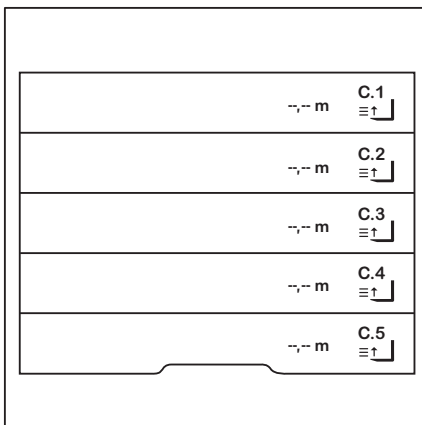 --,-- m C.1
--,-- m C.2
--,-- m C.3
--,-- m C.4
--,-- m C.5